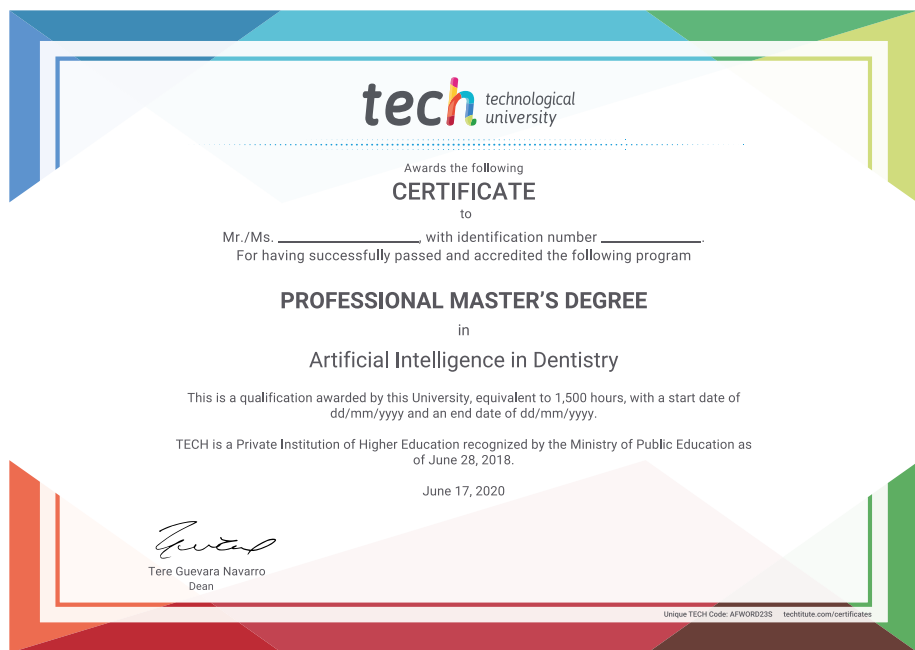 tech technological
university
Awards the following
CERTIFICATE
to
Mr./Ms. ____________________, with identification number ______________.
For having successfully passed and accredited the following program
PROFESSIONAL MASTER’S DEGREE
in
Artificial Intelligence in Dentistry
This is a qualification awarded by this University, equivalent to 1,500 hours, with a start date of
dd/mm/yyyy and an end date of dd/mm/yyyy.
TECH is a Private Institution of Higher Education recognized by the Ministry of Public Education as
of June 28, 2018.
June 17, 2020
Tere Guevara Navarro
Dean
Unique TECH Code: AFWORD23S techtitute.com/certificates